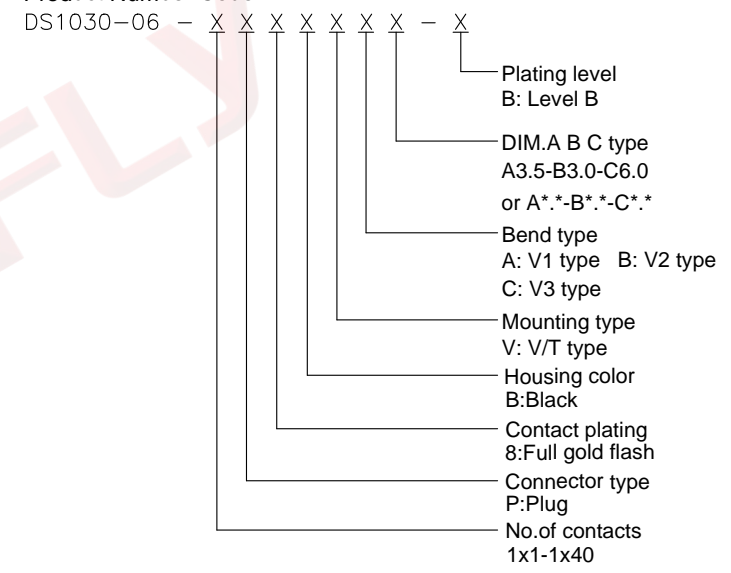 DS1030-06 - X X X X X X X - X
Plating level
B: Level B
DIM.A B C type
A3.5-B3.0-C6.0
or A*.*-B*.*-C*.*
Bend type
A: V1 type B: V2 type
C: V3 type
Mounting type
V: V/T type
Housing color
B:Black
Contact plating
8:Full gold flash
Connector type
P:Plug
No.of contacts
1x1-1x40
FLY